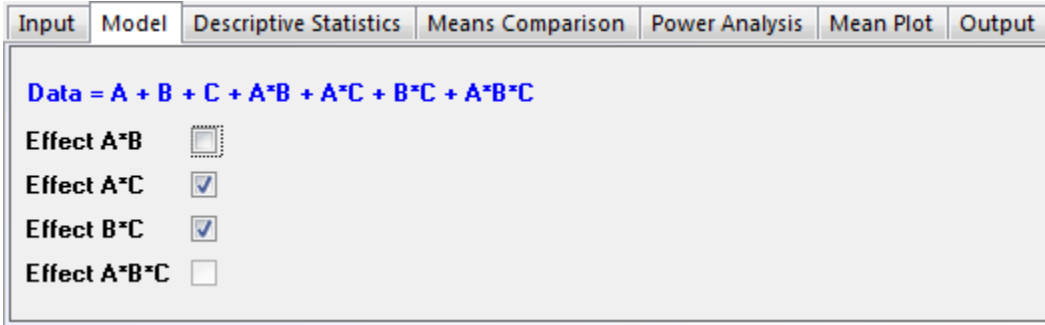 Input Model Descriptive Statistics Means Comparison Power Analysis Mean Plot Output
Data = A + B + C + A*B + A*C + B*C + A*B*C
Effect A*B
Effect A*C
Effect B*C
Effect A*B*C